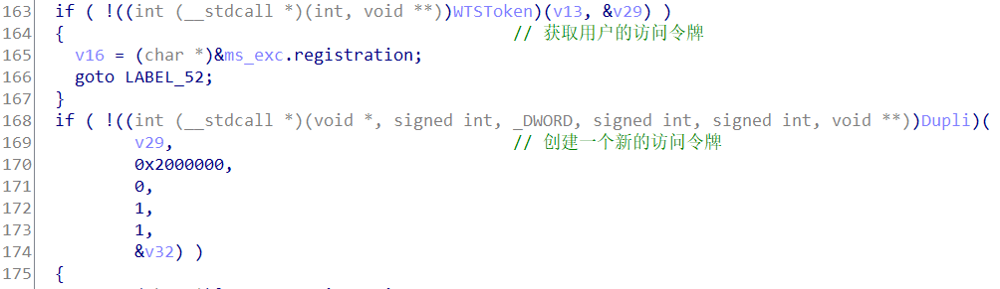 163 if ( !((int (__stdcall *)(int, void **))WTSToken)(v13, &v29) )
164 { // 获取用户的访问令牌
165 v16 = (char *)&ms_exc.registration;
166 goto LABEL_52;
167 }
168 if ( !((int (__stdcall *)(void *, signed int, _DWORD, signed int, signed int, void **))Dupli)(
169 v29, // 创建一个新的访问令牌
170 0x2000000,
171 0,
172 1,
173 1,
174 &v32) )
175 {